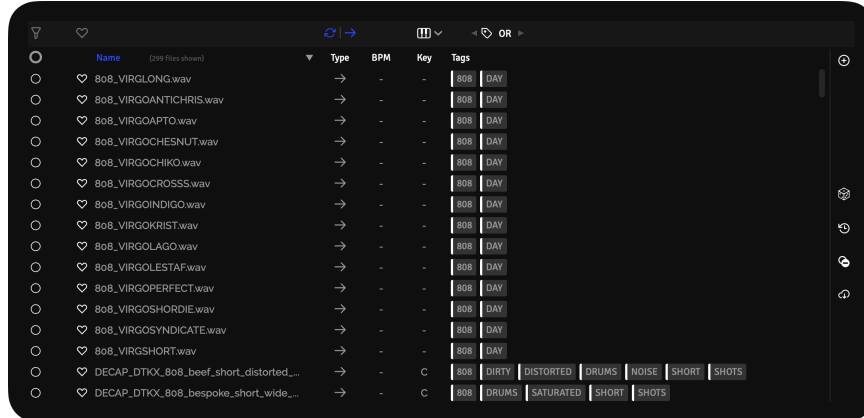 OR
Name (299 files shown) Type BPM Key Tags
808_VIRGLONG.wav - - 808 DAY
808_VIRGOANTICHRIS.wav - - 808 DAY
808_VIRGOAPTO.wav - - 808 DAY
808_VIRGOCHESNUT.wav - - 808 DAY
808_VIRGOCHIKO.wav - - 808 DAY
808_VIRGOCROSSS.wav - - 808 DAY
808_VIRGOINDIGO.wav - - 808 DAY
808_VIRGOKRIST.wav - - 808 DAY
808_VIRGOLAGO.wav - - 808 DAY
808_VIRGOLESTAF.wav - - 808 DAY
808_VIRGOPERFECT.wav - - 808 DAY
808_VIRGOSHORDIE.wav - - 808 DAY
808_VIRGOSYNDICATE.wav - - 808 DAY
808_VIRGSHORT.wav - - 808 DAY
DECAP_DTKX_808_beef_short_distorted_... - C 808 DIRTY DISTORTED DRUMS NOISE SHORT SHOTS
DECAP_DTKX_808_bespoke_short_wide_... - C 808 DRUMS SATURATED SHORT SHOTS